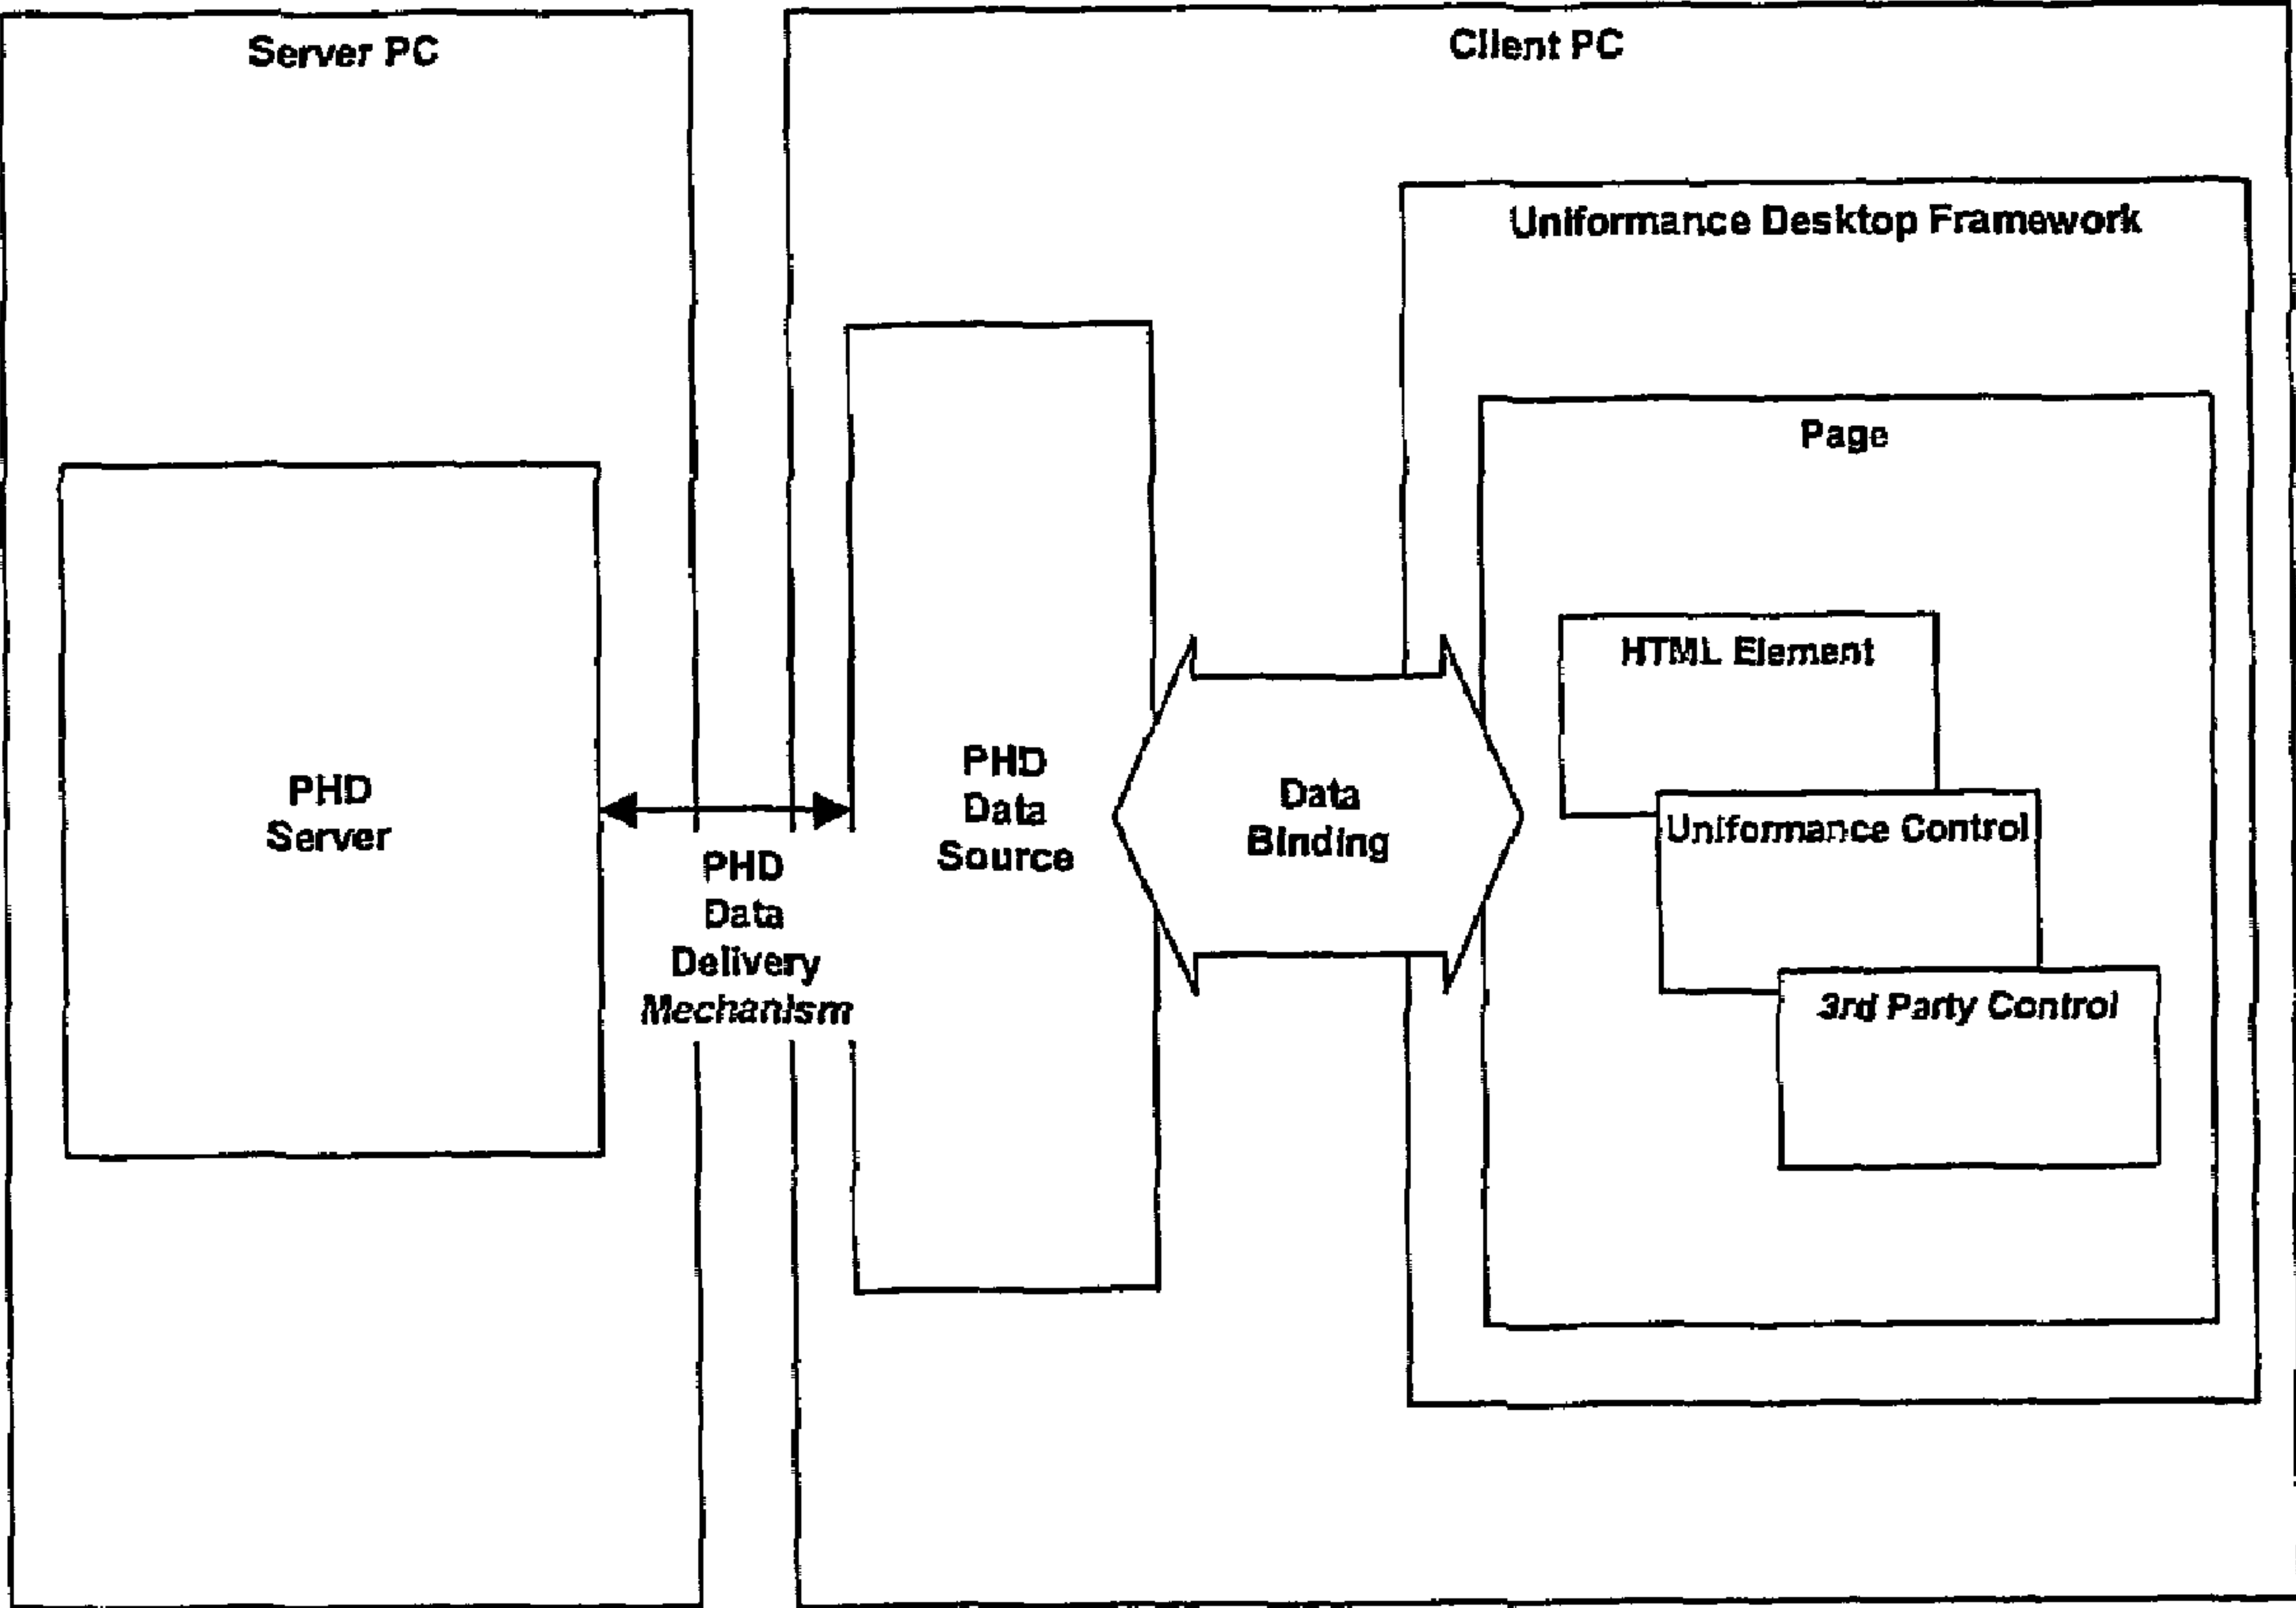 Server PC
Client PC
Uniformance Desktop Framework
Page
HTML Element
Uniformance Control
3rd Party Control
PHD
Server
PHD
Data
Delivery
Mechanism
PHD
Data
Source
Data
Binding